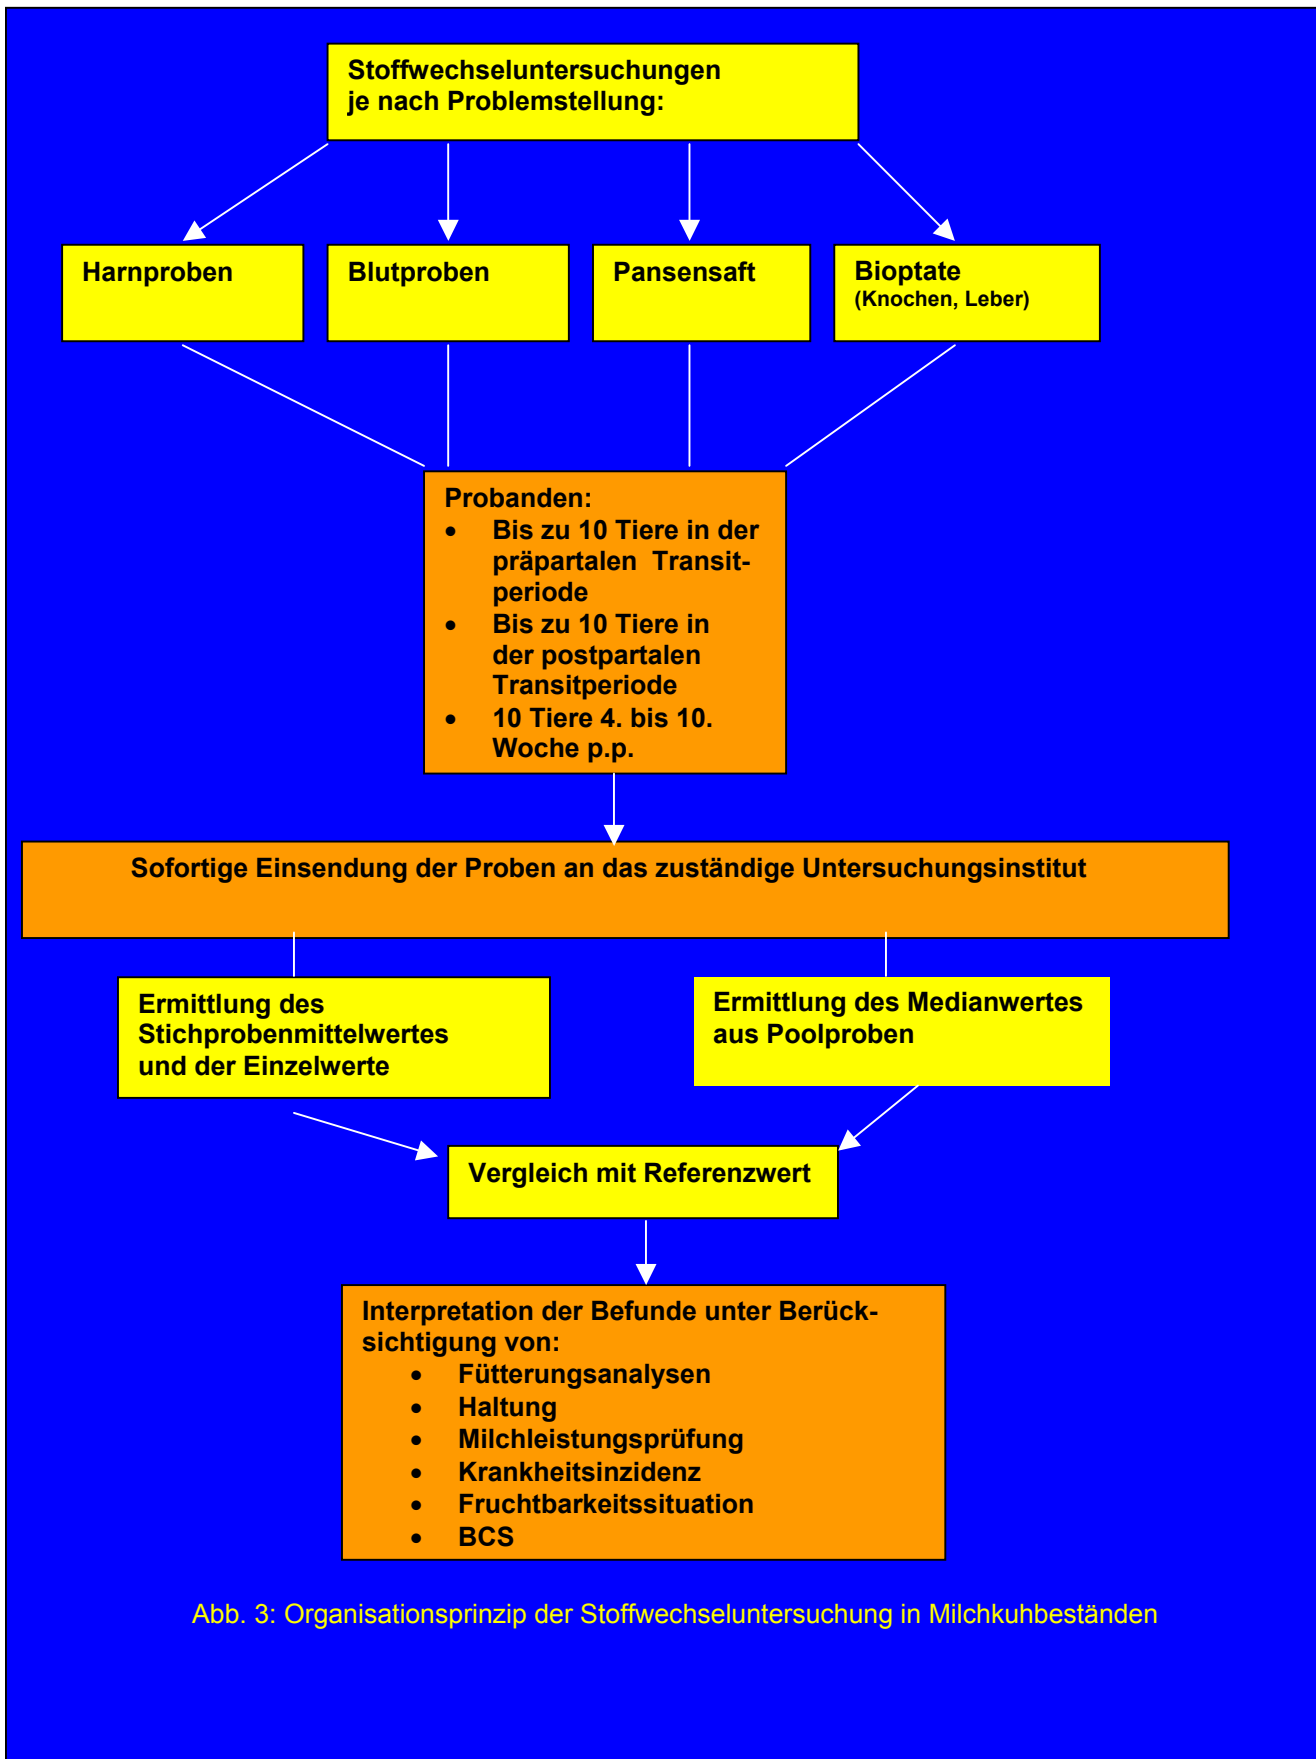 Stoffwechseluntersuchungen
je nach Problemstellung:
Harnproben
Blutproben
Pansensaft
Bioptate
(Knochen, Leber)
Probanden:
• Bis zu 10 Tiere in der
präpartalen Transit-
periode
• Bis zu 10 Tiere in
der postpartalen
Transitperiode
• 10 Tiere 4. bis 10.
Woche p.p.
Sofortige Einsendung der Proben an das zuständige Untersuchungsinstitut
Ermittlung des
Stichprobenmittelwertes
und der Einzelwerte
Ermittlung des Medianwertes
aus Poolproben
Vergleich mit Referenzwert
Interpretation der Befunde unter Berück-
sichtigung von:
• Fütterungsanalysen
• Haltung
• Milchleistungsprüfung
• Krankheitsinzidenz
• Fruchtbarkeitssituation
• BCS
Abb. 3: Organisationsprinzip der Stoffwechseluntersuchung in Milchkuhbeständen